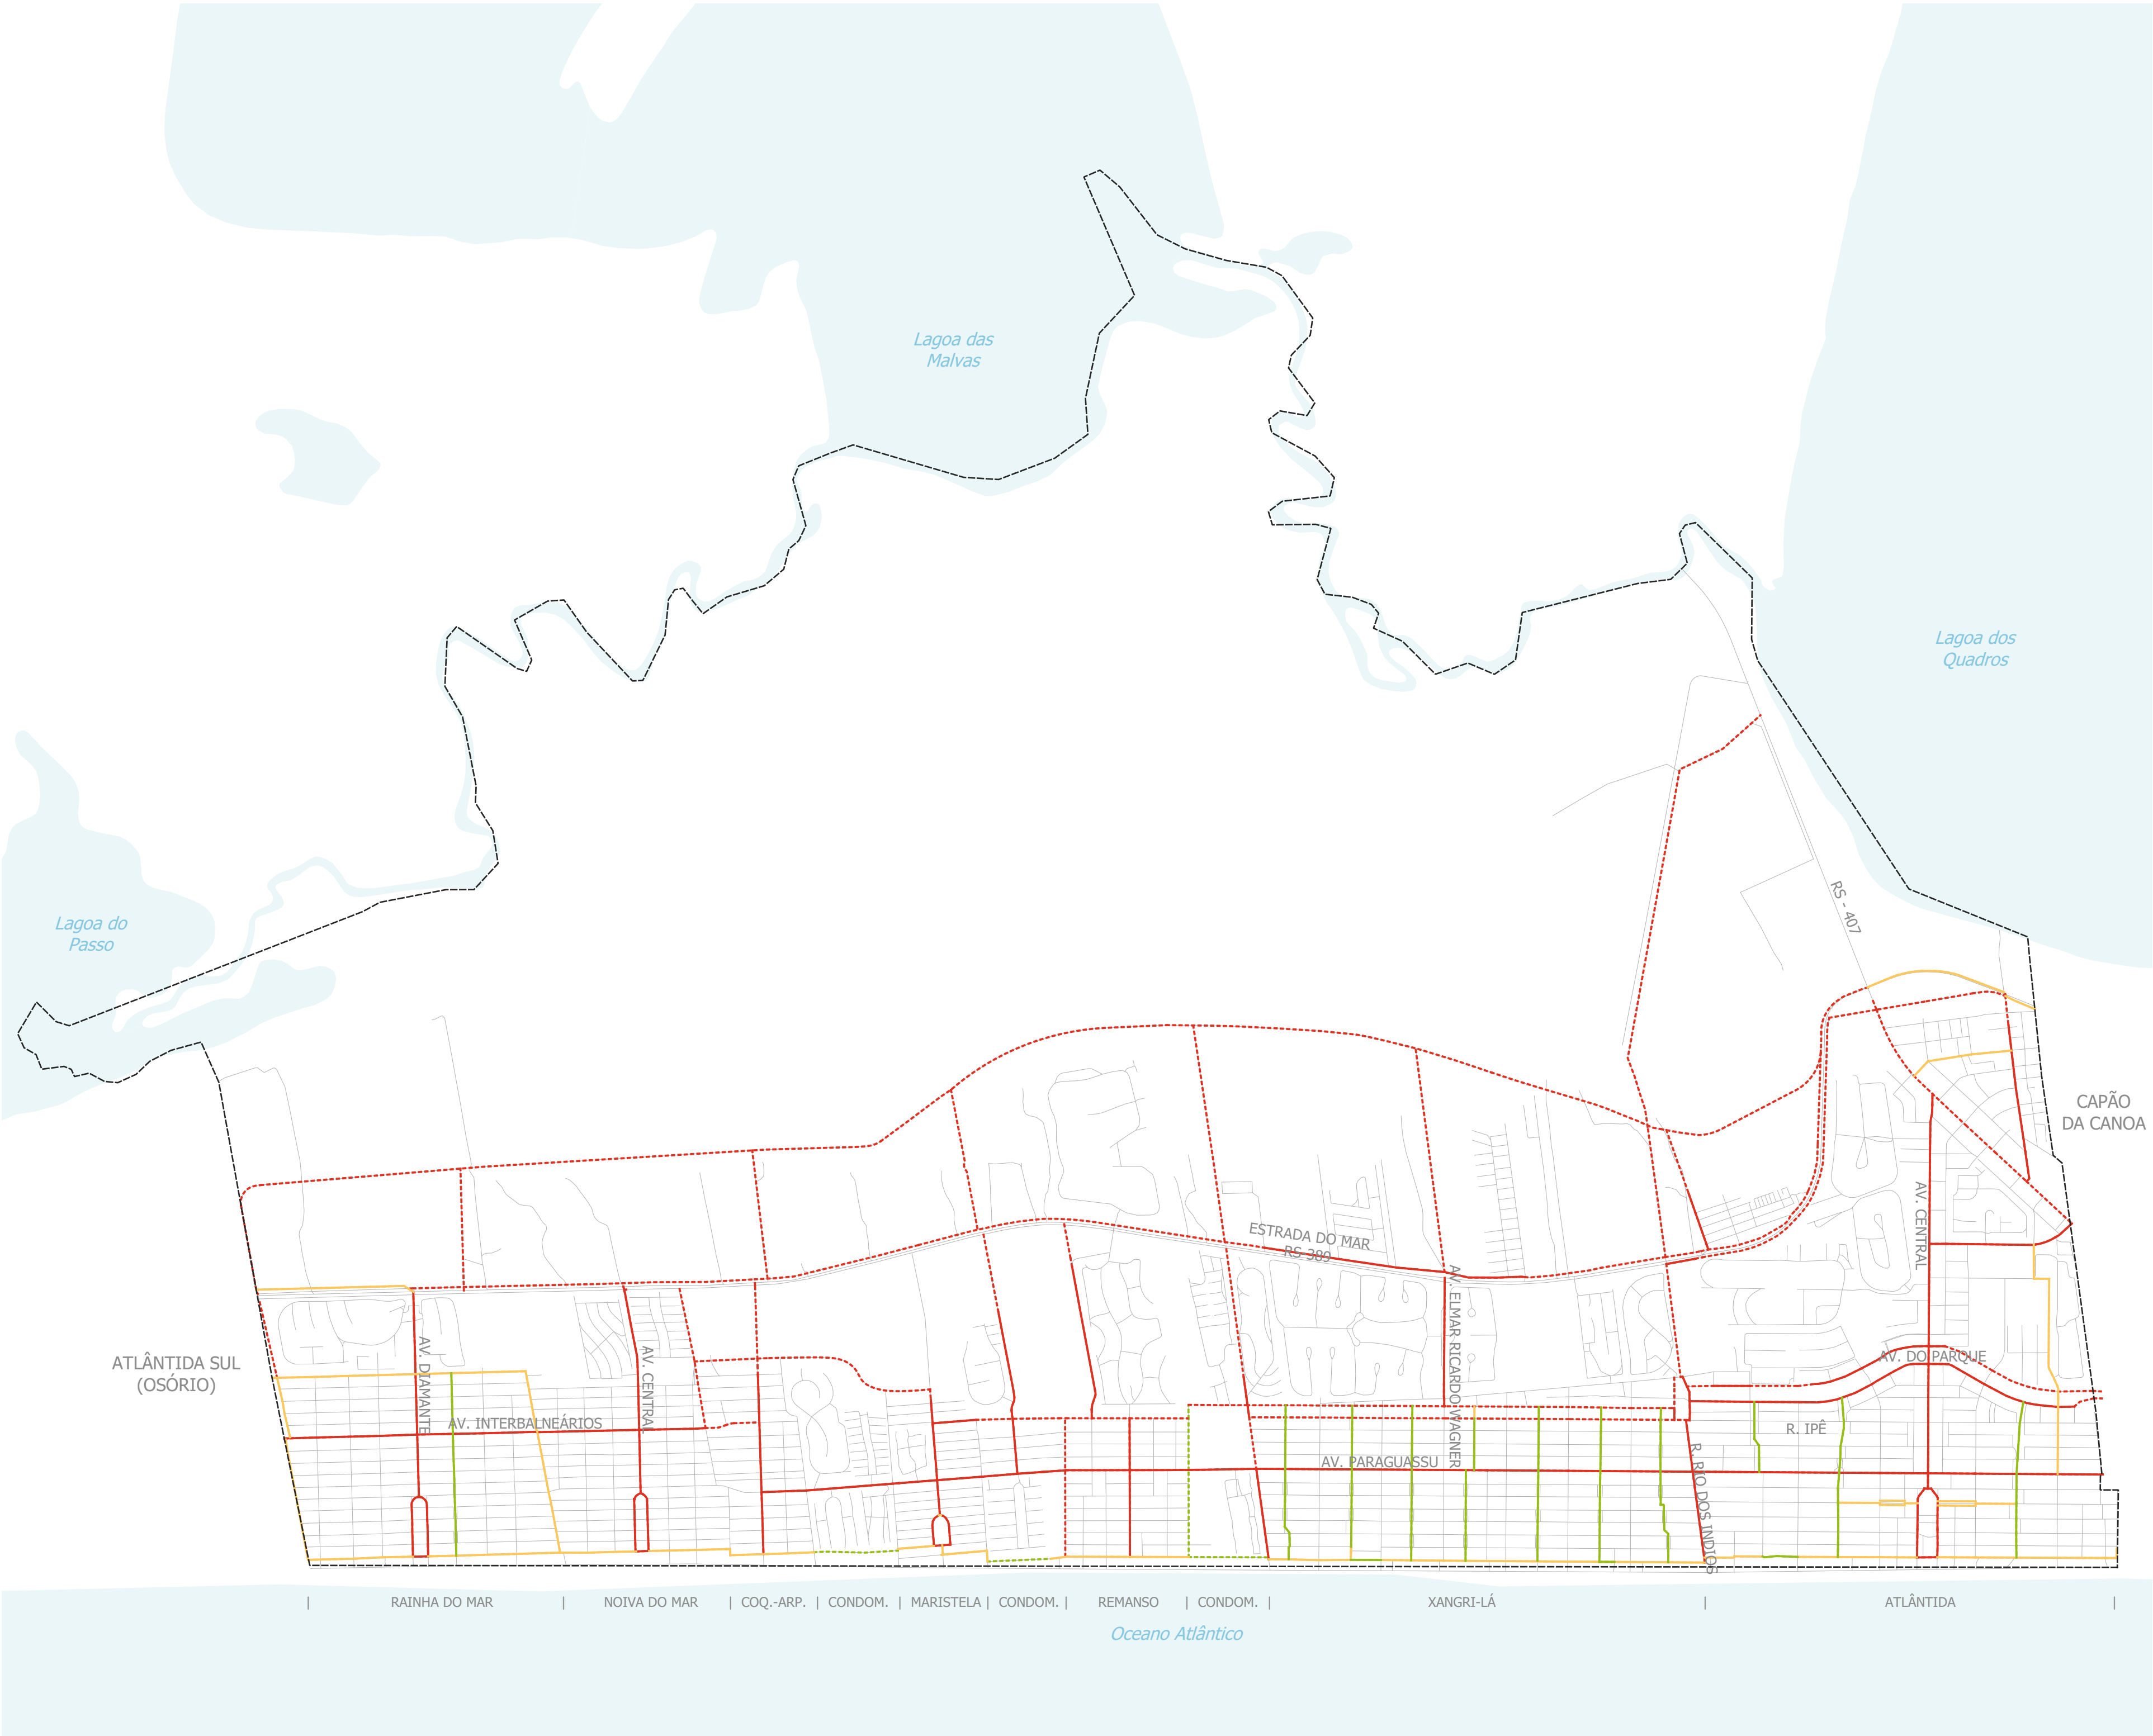 Lagoa das
Malvas
Lagoa dos
Quadros
Lagoa do
Passo
RS - 407
CAPÃO
DA CANOA
AV. CENTRAL
ESTRADA DO MAR
RS 389
AV. ELMAR RICARDO WAGNER
ATLÂNTIDA SUL
(OSÓRIO)
AV. DIAMANTE
AV. CENTRAL
AV. DO PARQUE
AV. INTERBALNEÁRIOS
R. IPÊ
AV. PARAGUASSU
R. RIO DOS INDIOS
| RAINHA DO MAR | NOIVA DO MAR | COQ.-ARP. | CONDOM. | MARISTELA | CONDOM. | REMANSO | CONDOM. | XANGRI-LÁ | ATLÂNTIDA |
Oceano Atlântico